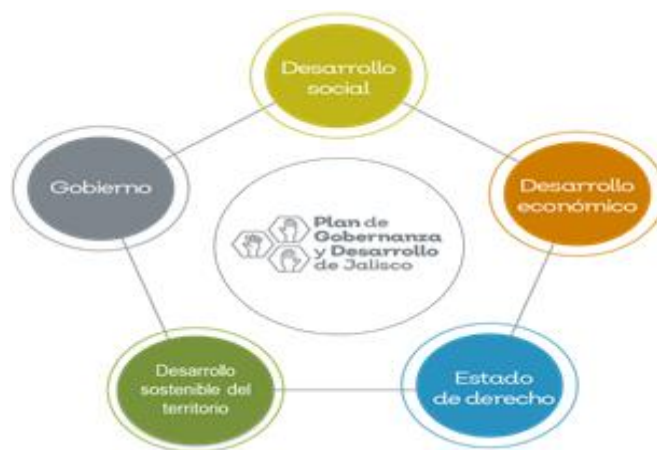 Desarrollo
social
Gobierno
Desarrollo
económico
Plan de
Gobernanza
y Desarrollo
de Jalisco
Desarrollo
sostenible del
territorio
Estado
de derecho